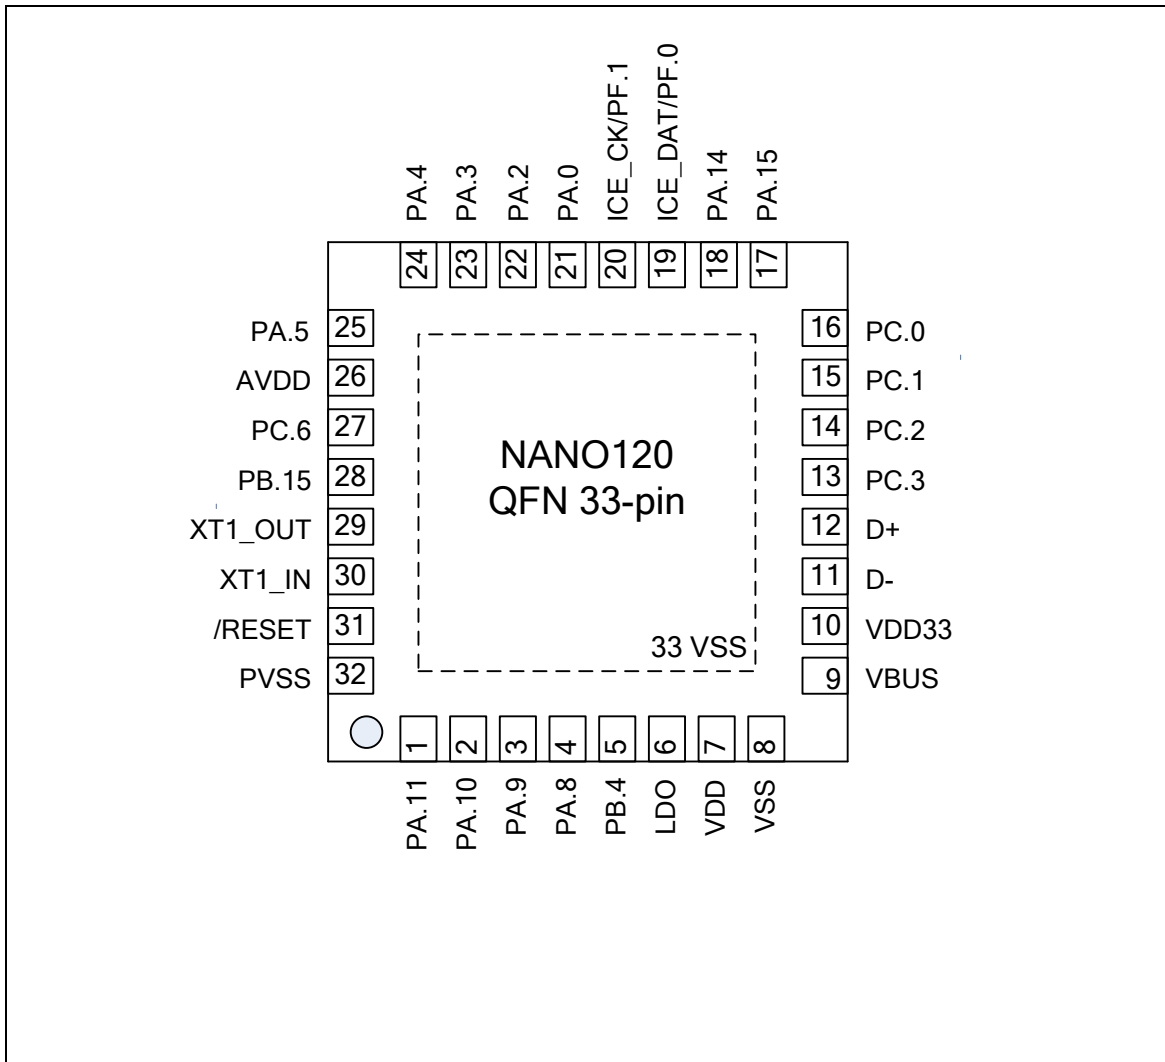 PA.4
PA.3
PA.2
PA.0
ICE_CK/PF.1
ICE_DAT/PF.0
PA.14
PA.15
24
23
22
21
20
19
18
17
PA.5 25
AVDD 26
PC.6 27
PB.15 28
XT1_OUT 29
XT1_IN 30
/RESET 31
PVSS 32
NANO120
QFN 33-pin
33 VSS
16 PC.0
15 PC.1
14 PC.2
13 PC.3
12 D+
11 D-
10 VDD33
9 VBUS
1
2
3
4
5
6
7
8
PA.11
PA.10
PA.9
PA.8
PB.4
LDO
VDD
VSS